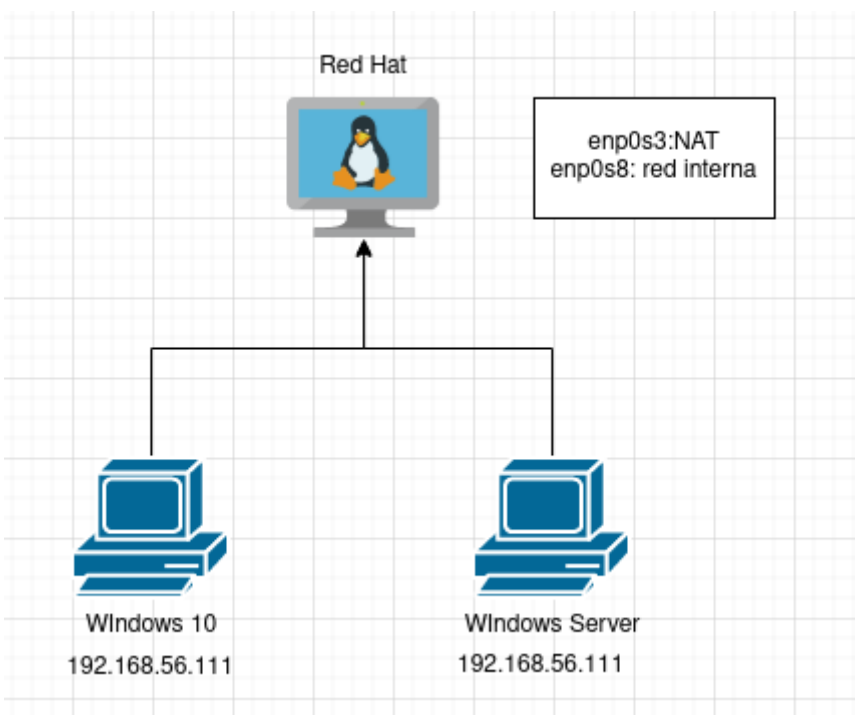 Red Hat
enp0s3:NAT
enp0s8: red interna
WIndows 10
192.168.56.111
WIndows Server
192.168.56.111